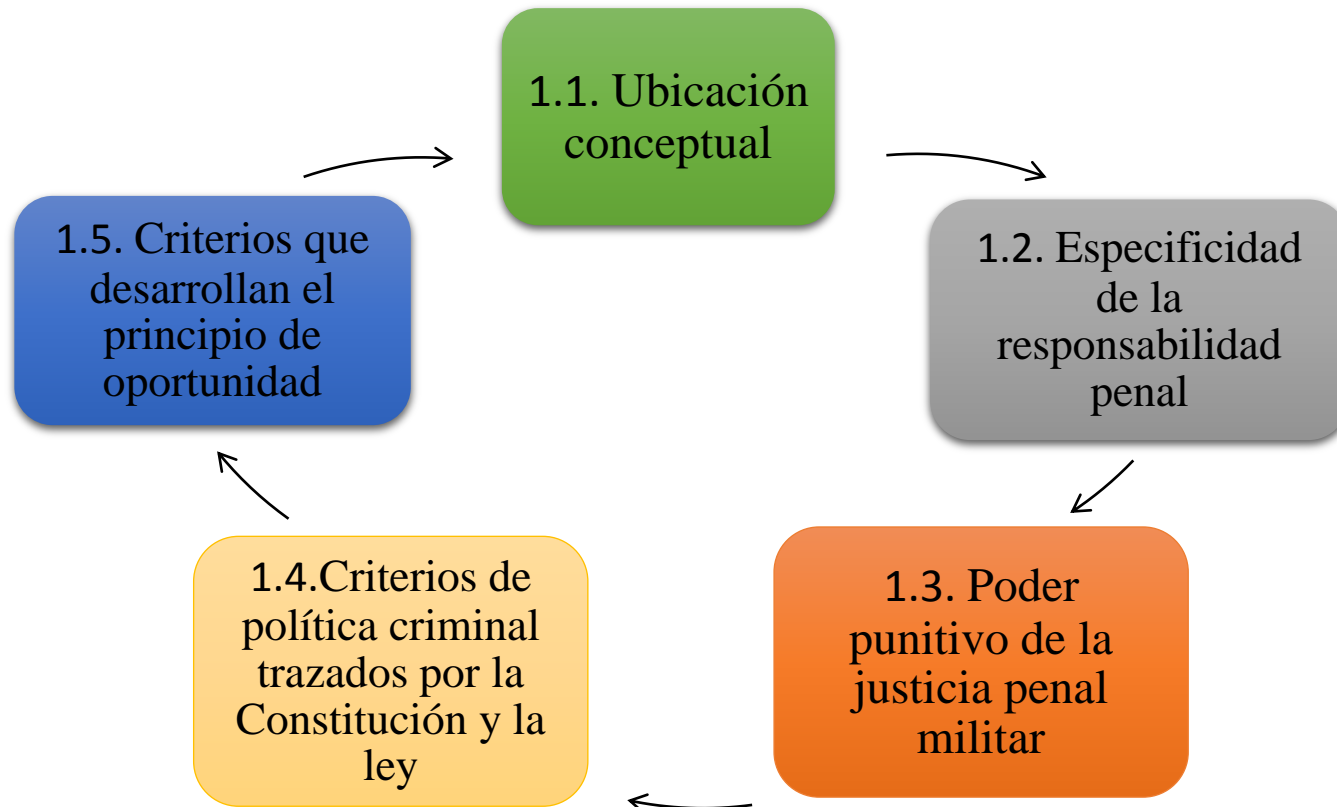 1.1. Ubicación
conceptual
1.2. Especificidad
de la
responsabilidad
penal
1.3. Poder
punitivo de la
justicia penal
militar
1.4.Criterios de
política criminal
trazados por la
Constitución y la
ley
1.5. Criterios que
desarrollan el
principio de
oportunidad